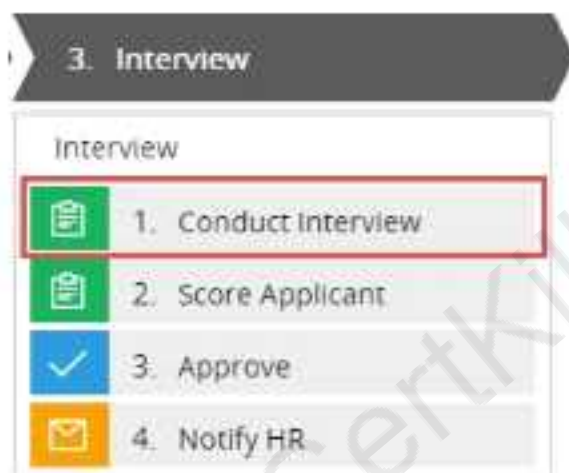 3. Interview
Interview
1. Conduct Interview
2. Score Applicant
3. Approve
4. Notify HR